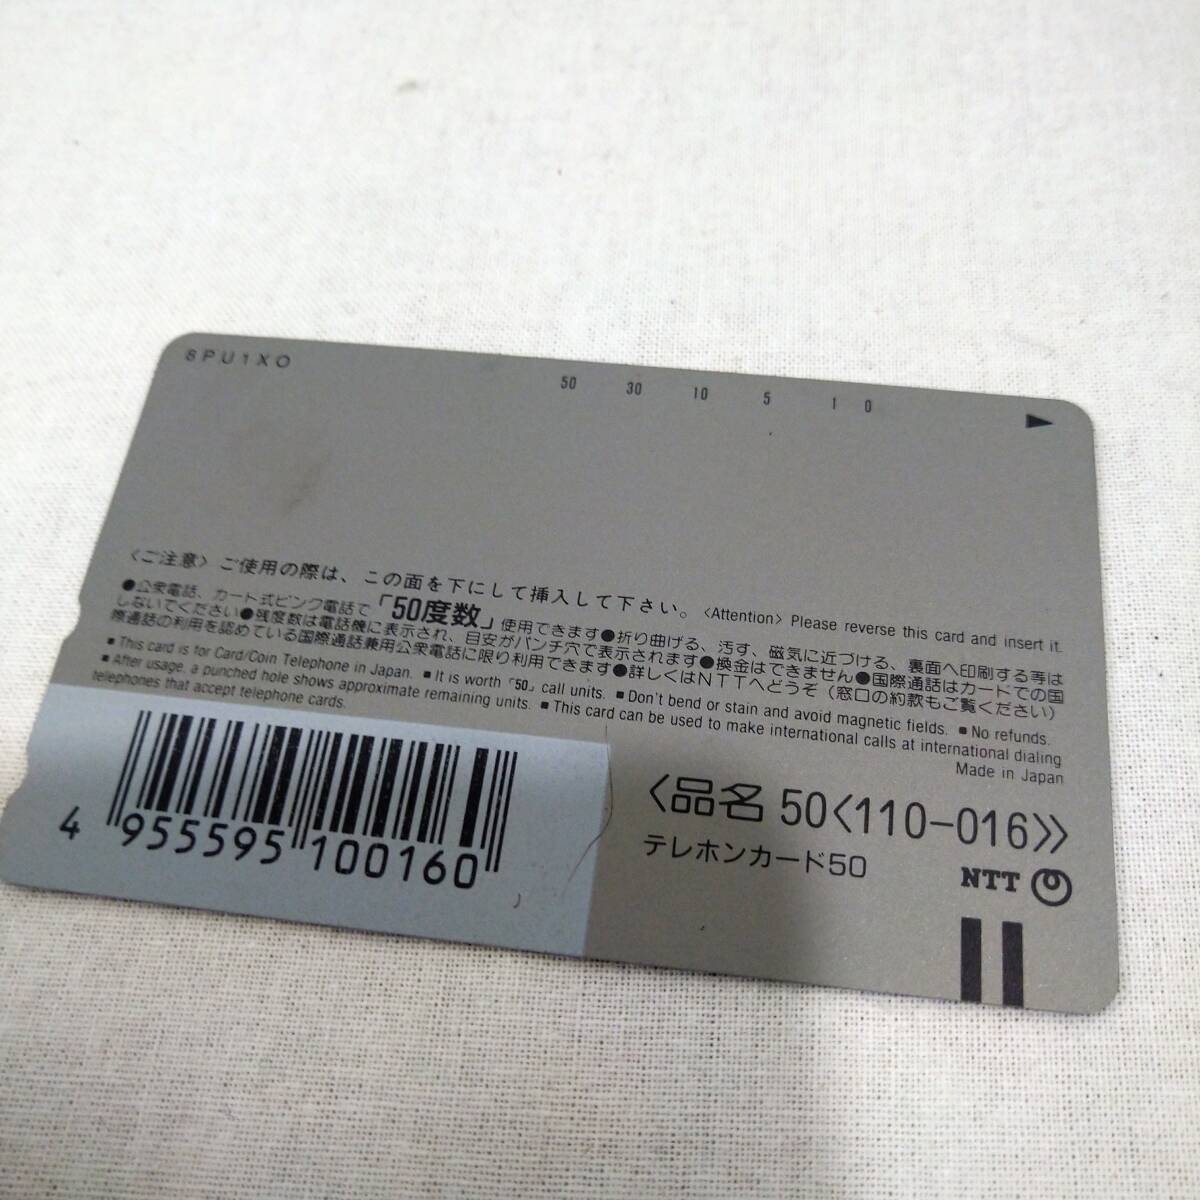 8PU1XO
50 30 10 5 1 0
〈ご注意〉ご使用の際は、この面を下にして挿入して下さい。〈Attention〉Please reverse this card and insert it.
●公衆電話、カード式ピンク電話で「50度数」使用できます●折り曲げる、汚す、磁気に近づける、裏面へ印刷する等は
しないでください●残度数は電話機に表示され、目安がパンチ穴で表示されます●換金はできません●国際通話はカードでの国
際通話の利用を認めている国際通話兼用公衆電話に限り利用できます●詳しくはNTTへどうぞ（窓口の約款もご覧ください）
■This card is for Card/Coin Telephone in Japan. ■It is worth「50」call units. ■Don't bend or stain and avoid magnetic fields. ■No refunds.
■After usage, a punched hole shows approximate remaining units. ■This card can be used to make international calls at international dialing
telephones that accept telephone cards.
Made in Japan
〈品名 50〈110-016〉〉
テレホンカード50
NTT
4 955595 100160